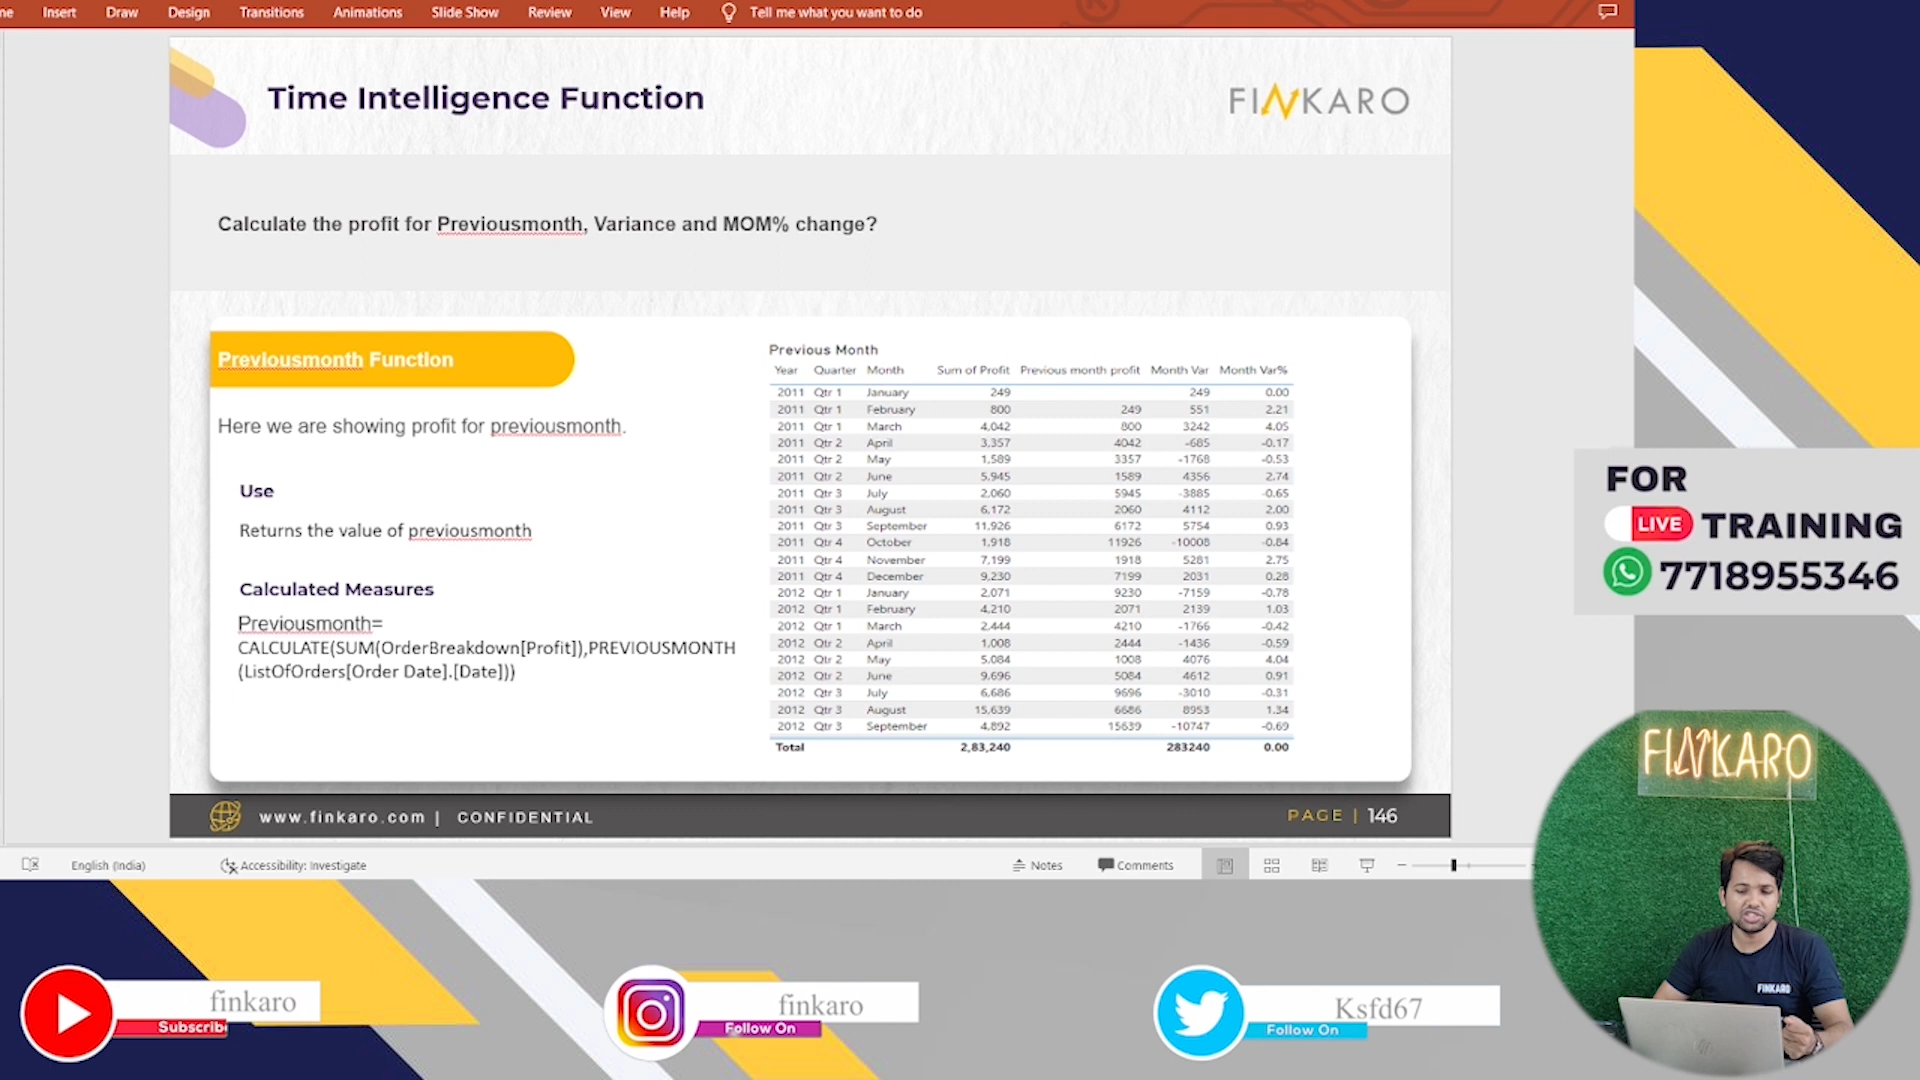 Insert Draw Design Transitions Animations Slide Show Review View Help Tell me what you want to do
Time Intelligence Function
FINKARO
Calculate the profit for Previousmonth, Variance and MOM% change?
Previousmonth Function
Here we are showing profit for previousmonth.
Use
Returns the value of previousmonth
Calculated Measures
Previousmonth=
CALCULATE(SUM(OrderBreakdown[Profit]),PREVIOUSMONTH
(ListOfOrders[Order Date].[Date]))
Previous Month
Year Quarter Month Sum of Profit Previous month profit Month Var Month Var%
2011 Qtr 1 January 249 249 0.00
2011 Qtr 1 February 800 249 551 2.21
2011 Qtr 1 March 4,042 800 3242 4.05
2011 Qtr 2 April 3,357 4042 -685 -0.17
2011 Qtr 2 May 1,589 3357 -1768 -0.53
2011 Qtr 2 June 5,945 1589 4356 2.74
2011 Qtr 3 July 2,060 5945 -3885 -0.65
2011 Qtr 3 August 6,172 2060 4112 2.00
2011 Qtr 3 September 11,926 6172 5754 0.93
2011 Qtr 4 October 1,918 11926 -10008 -0.84
2011 Qtr 4 November 7,199 1918 5281 2.75
2011 Qtr 4 December 9,230 7199 2031 0.28
2012 Qtr 1 January 2,071 9230 -7159 -0.78
2012 Qtr 1 February 4,210 2071 2139 1.03
2012 Qtr 1 March 2,444 4210 -1766 -0.42
2012 Qtr 2 April 1,008 2444 -1436 -0.59
2012 Qtr 2 May 5,084 1008 4076 4.04
2012 Qtr 2 June 9,696 5084 4612 0.91
2012 Qtr 3 July 6,686 9696 -3010 -0.31
2012 Qtr 3 August 15,639 6686 8953 1.34
2012 Qtr 3 September 4,892 15639 -10747 -0.69
Total 2,83,240 283240 0.00
www.finkaro.com | CONFIDENTIAL
PAGE | 146
English (India) Accessibility: Investigate Notes Comments
FOR
LIVE TRAINING
7718955346
FINKARO
FINKARO
finkaro
Subscrib
finkaro
Follow On
Ksfd67
Follow On